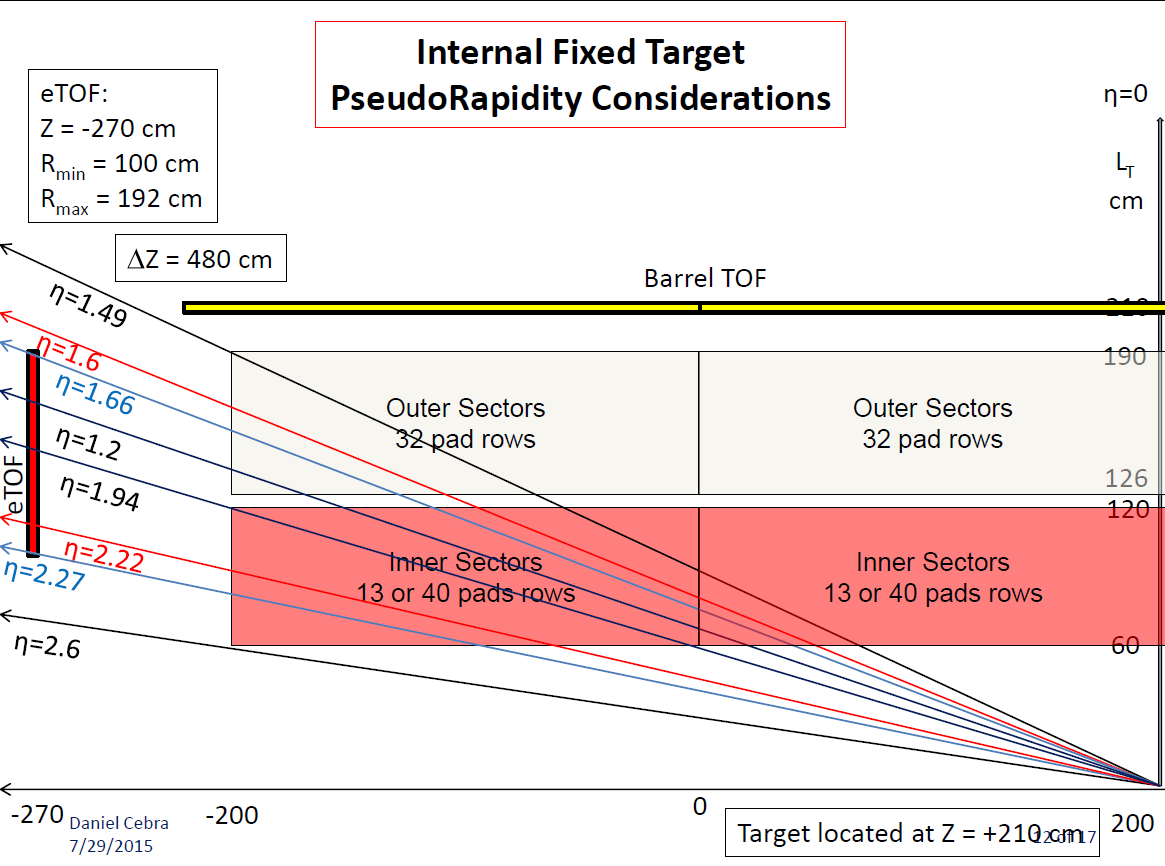 Internal Fixed Target
PseudoRapidity Considerations
eTOF:
Z = -270 cm
Rmin = 100 cm
Rmax = 192 cm
η=0
LT
cm
ΔZ = 480 cm
Barrel TOF
η=1.49
210
η=1.6
190
η=1.66
Outer Sectors
32 pad rows
Outer Sectors
32 pad rows
η=1.2
126
eTOF
η=1.94
120
η=2.22
Inner Sectors
13 or 40 pads rows
Inner Sectors
13 or 40 pads rows
η=2.27
η=2.6
60
-270
-200
0
200
Daniel Cebra
7/29/2015
Target located at Z = +210 cm
12 of 17